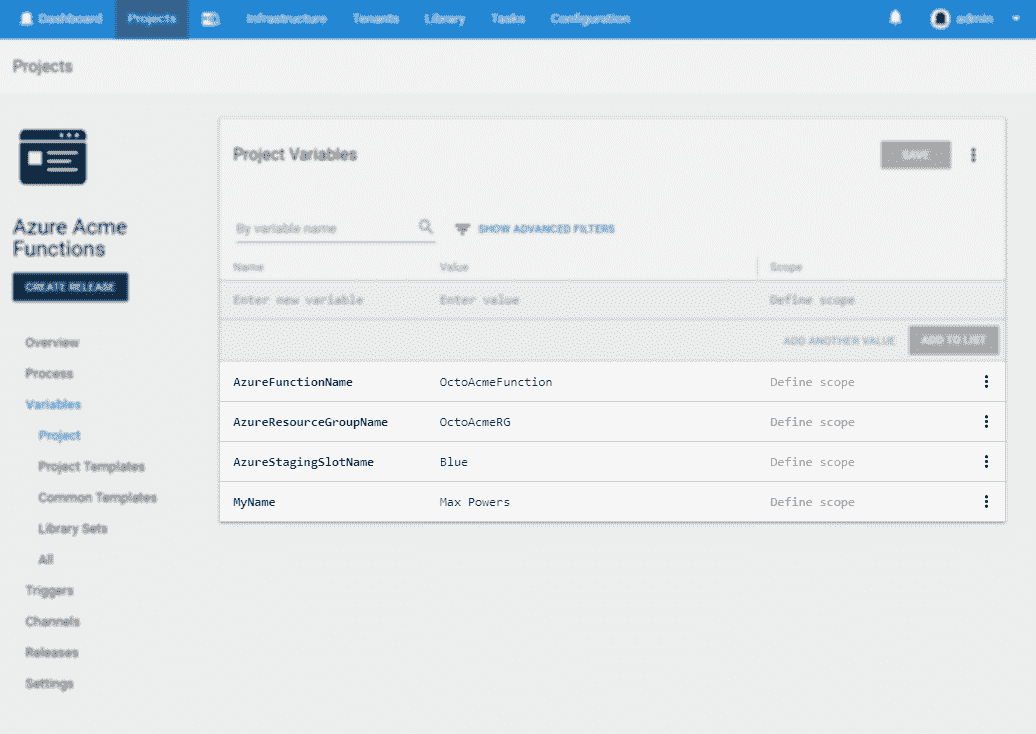 Dashboard Projects Infrastructure Tenants Library Tasks Configuration admin
Projects
Azure Acme
Functions
CREATE RELEASE
Overview
Process
Variables
Project
Project Templates
Common Templates
Library Sets
All
Triggers
Channels
Releases
Settings
Project Variables SAVE
By variable name SHOW ADVANCED FILTERS
Name Value Scope
Enter new variable Enter value Define scope
ADD ANOTHER VALUE ADD TO LIST
AzureFunctionName OctoAcmeFunction Define scope
AzureResourceGroupName OctoAcmeRG Define scope
AzureStagingSlotName Blue Define scope
MyName Max Powers Define scope